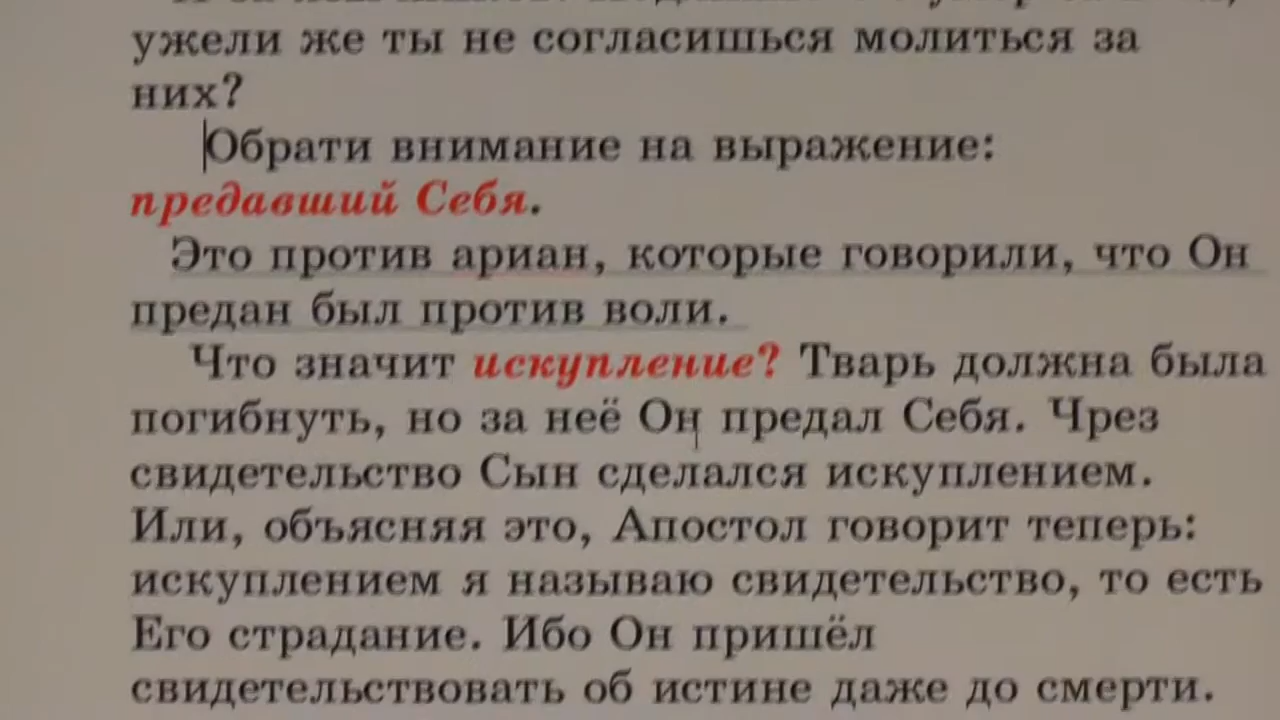 ужели же ты не согласишься молиться за
них?
Обрати внимание на выражение:
предавший Себя.
Это против ариан, которые говорили, что Он
предан был против воли.
Что значит искупление? Тварь должна была
погибнуть, но за неё Он предал Себя. Чрез
свидетельство Сын сделался искуплением.
Или, объясняя это, Апостол говорит теперь:
искуплением я называю свидетельство, то есть
Его страдание. Ибо Он пришёл
свидетельствовать об истине даже до смерти.